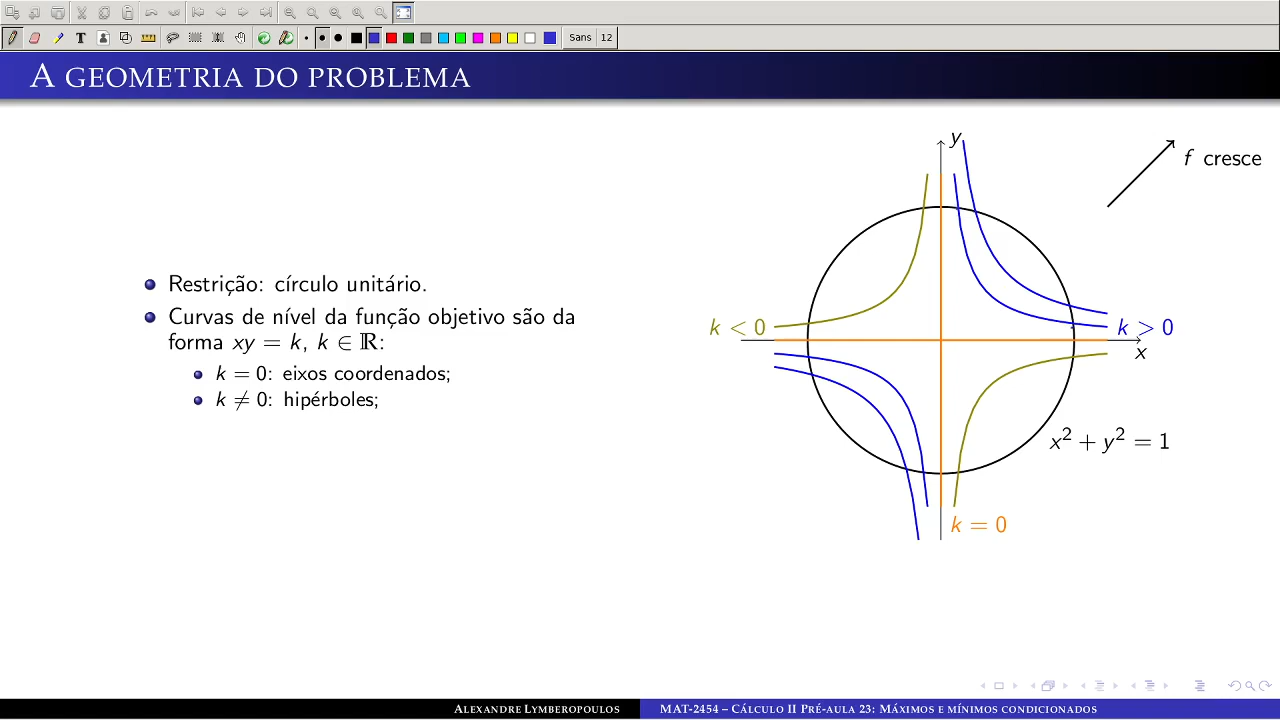 Sans 12
A GEOMETRIA DO PROBLEMA
Restrição: círculo unitário.
Curvas de nível da função objetivo são da
forma xy = k, k ∈ ℝ:
k = 0: eixos coordenados;
k ≠ 0: hipérboles;
y
f cresce
k < 0
k > 0
x
x² + y² = 1
k = 0
ALEXANDRE LYMBEROPOULOS
MAT-2454 – CÁLCULO II PRÉ-AULA 23: MÁXIMOS E MÍNIMOS CONDICIONADOS